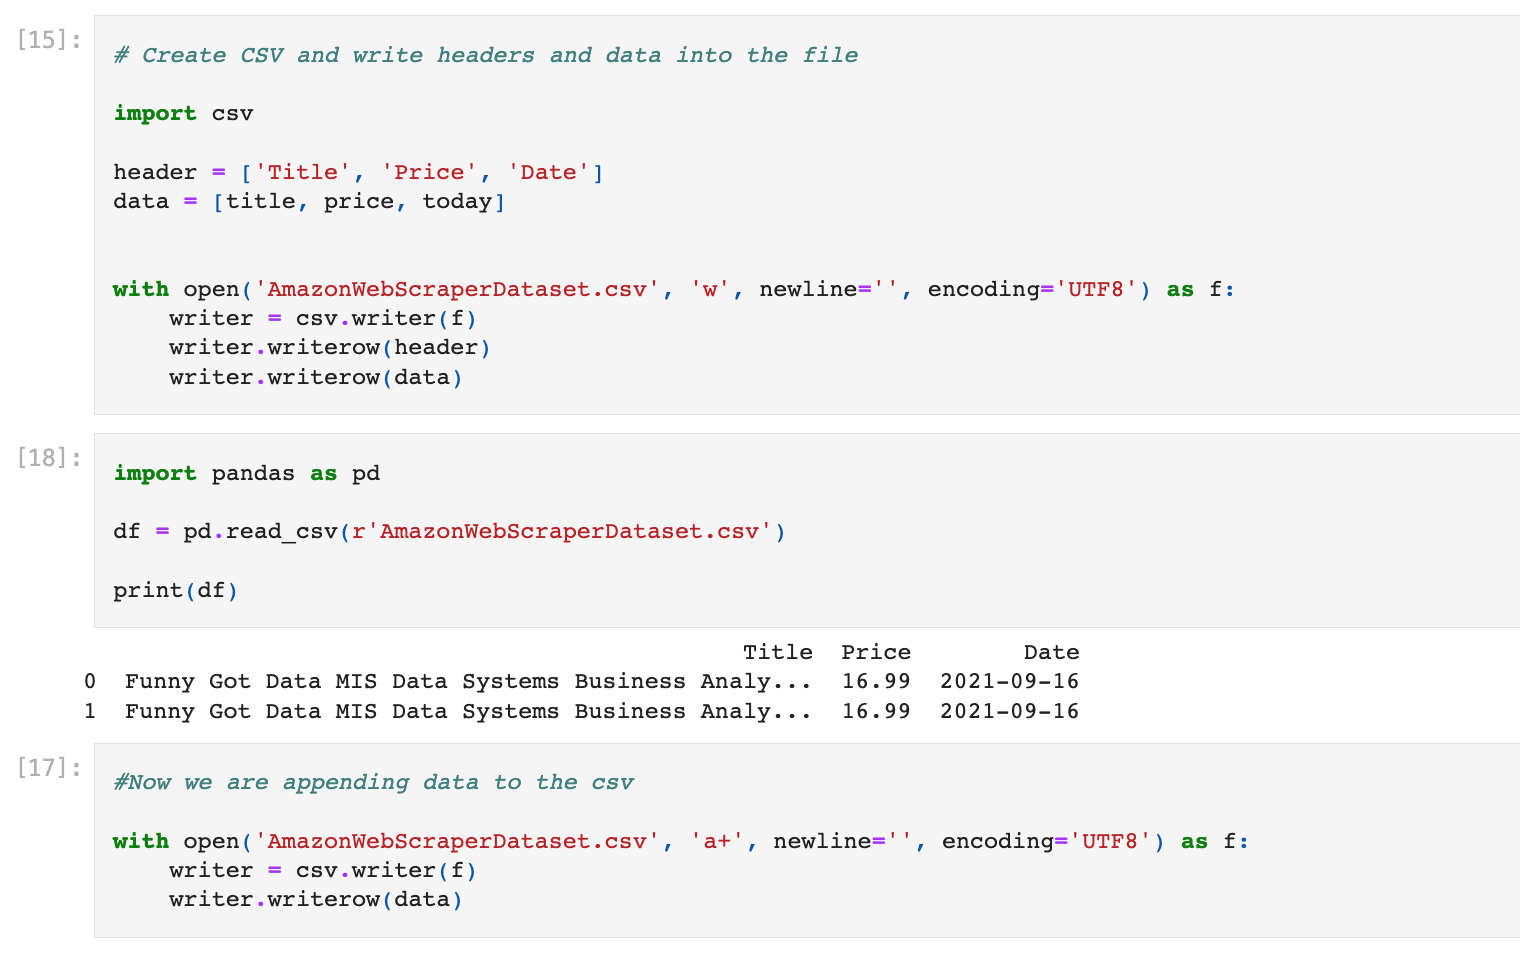 [15]:
# Create CSV and write headers and data into the file
import csv
header = ['Title', 'Price', 'Date']
data = [title, price, today]
with open('AmazonWebScraperDataset.csv', 'w', newline='', encoding='UTF8') as f:
    writer = csv.writer(f)
    writer.writerow(header)
    writer.writerow(data)
[18]:
import pandas as pd
df = pd.read_csv(r'AmazonWebScraperDataset.csv')
print(df)
Title Price Date
0 Funny Got Data MIS Data Systems Business Analy... 16.99 2021-09-16
1 Funny Got Data MIS Data Systems Business Analy... 16.99 2021-09-16
[17]:
#Now we are appending data to the csv
with open('AmazonWebScraperDataset.csv', 'a+', newline='', encoding='UTF8') as f:
    writer = csv.writer(f)
    writer.writerow(data)